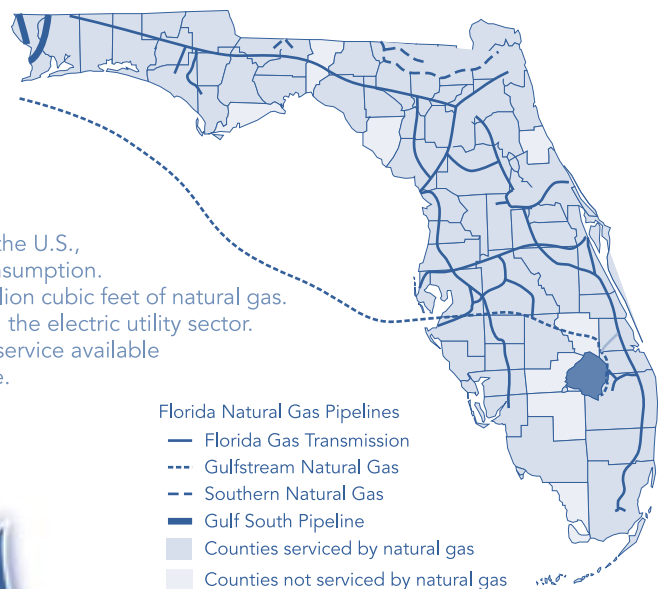 the U.S.,
nsumption.
lion cubic feet of natural gas.
the electric utility sector.
service available
e.
Florida Natural Gas Pipelines
Florida Gas Transmission
Gulfstream Natural Gas
Southern Natural Gas
Gulf South Pipeline
Counties serviced by natural gas
Counties not serviced by natural gas